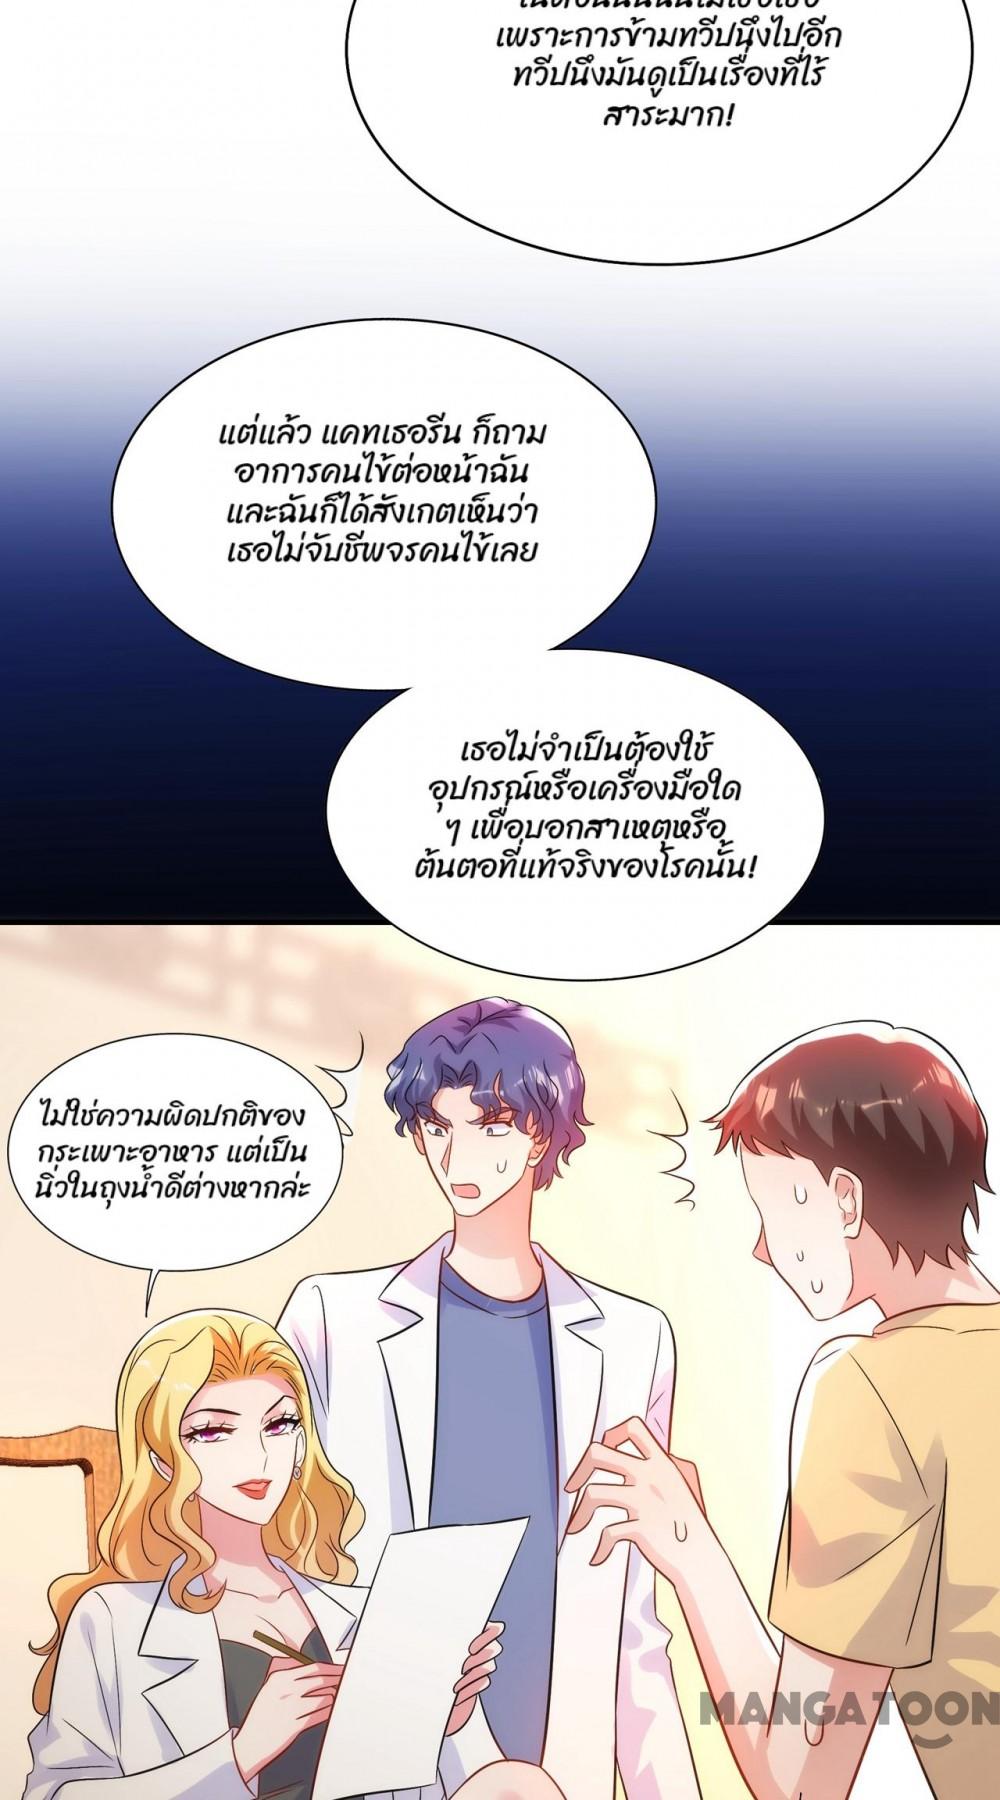 เพราะการข้ามทวีปนึงไปอีก
ทวีปนึงมันดูเป็นเรื่องที่ไร้
สาระมาก!
แต่แล้ว แคทเธอรีน ก็ถาม
อาการคนไข้ต่อหน้าฉัน
และฉันก็ได้สังเกตเห็นว่า
เธอไม่จับชีพจรคนไข้เลย
เธอไม่จำเป็นต้องใช้
อุปกรณ์หรือเครื่องมือใด
ๆ เพื่อบอกสาเหตุหรือ
ต้นตอที่แท้จริงของโรคนั้น!
ไม่ใช่ความผิดปกติของ
กระเพาะอาหาร แต่เป็น
นิ่วในถุงน้ำดีต่างหากล่ะ
MANGATOON